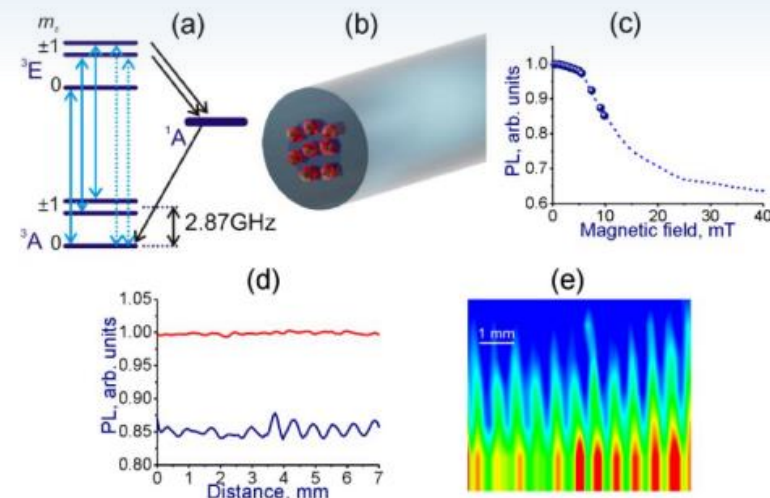 (a)
mₛ
±1
³E
0
¹A
±1
³A 0
2.87GHz
(b)
(c)
PL, arb. units
1.0
0.9
0.8
0.7
0.6
0 10 20 30 40
Magnetic field, mT
(d)
PL, arb. units
1.05
1.00
0.95
0.90
0.85
0.80
0 1 2 3 4 5 6 7
Distance, mm
(e)
1 mm